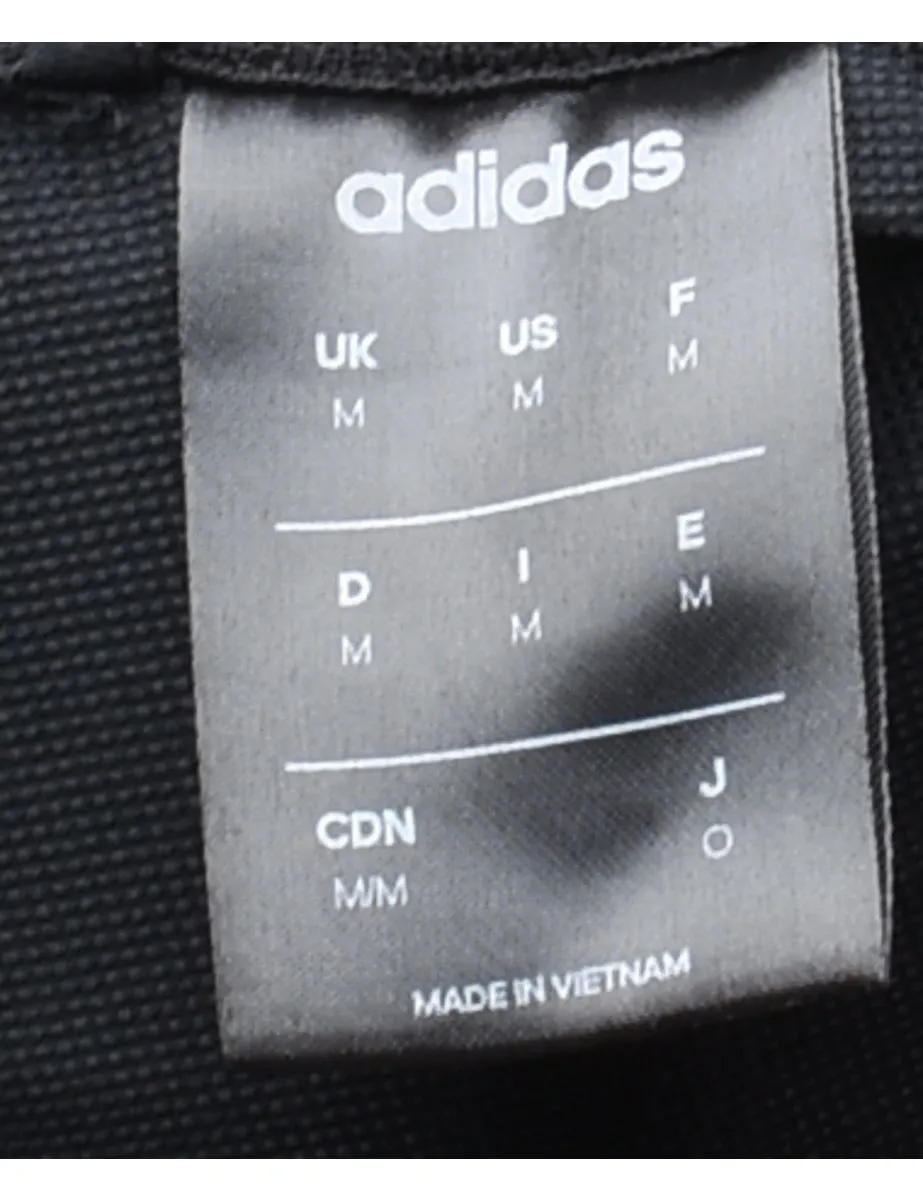 adidas
UK US F
M M M
D I E
M M M
CDN J
M/M O
MADE IN VIETNAM